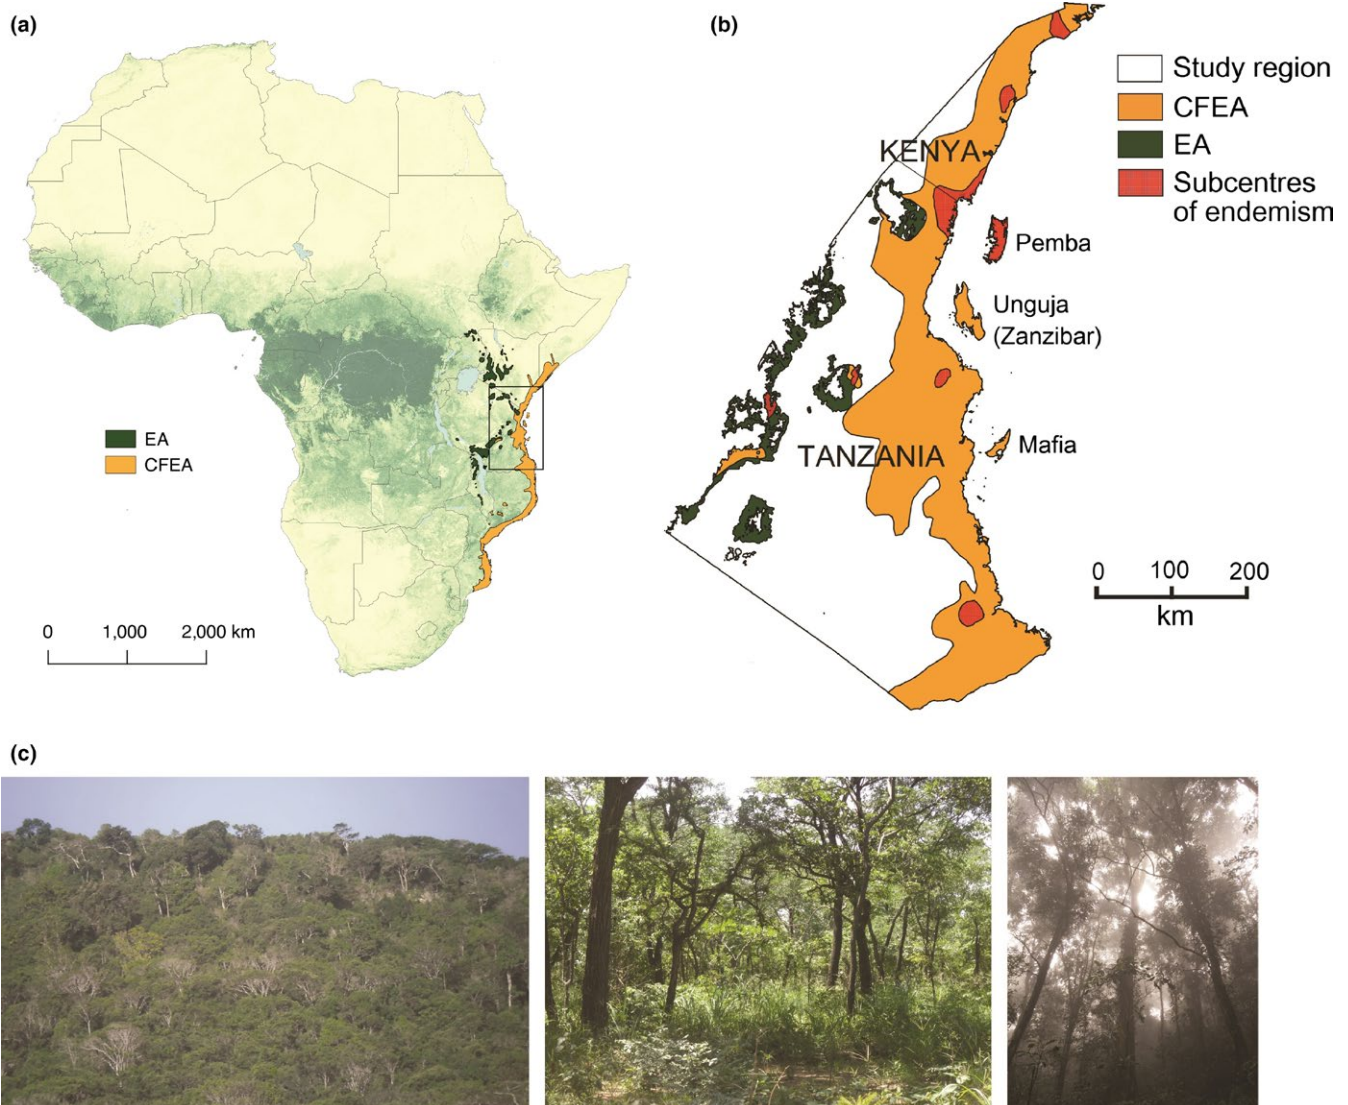 (a)
EA
CFEA
0 1,000 2,000 km
(b)
Study region
CFEA
EA
Subcentres
of endemism
KENYA
Pemba
Unguja
(Zanzibar)
TANZANIA
Mafia
0 100 200
km
(c)